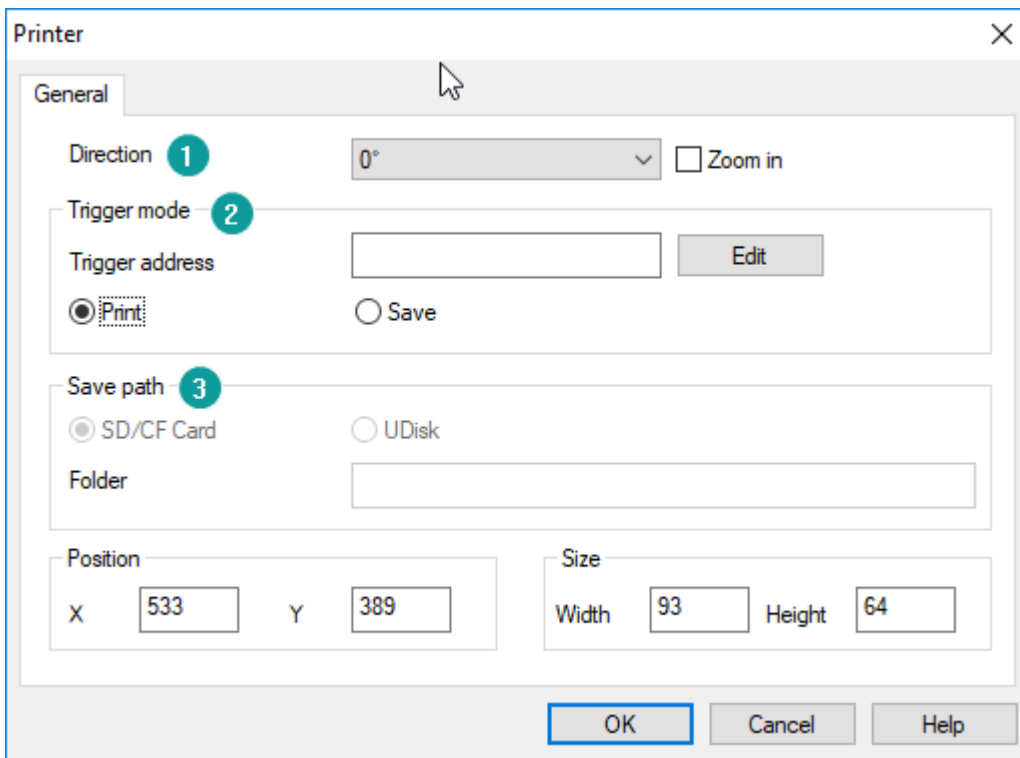 Printer
General
Direction 1 0° Zoom in
Trigger mode 2
Trigger address Edit
Print Save
Save path 3
SD/CF Card UDisk
Folder
Position Size
X 533 Y 389 Width 93 Height 64
OK Cancel Help